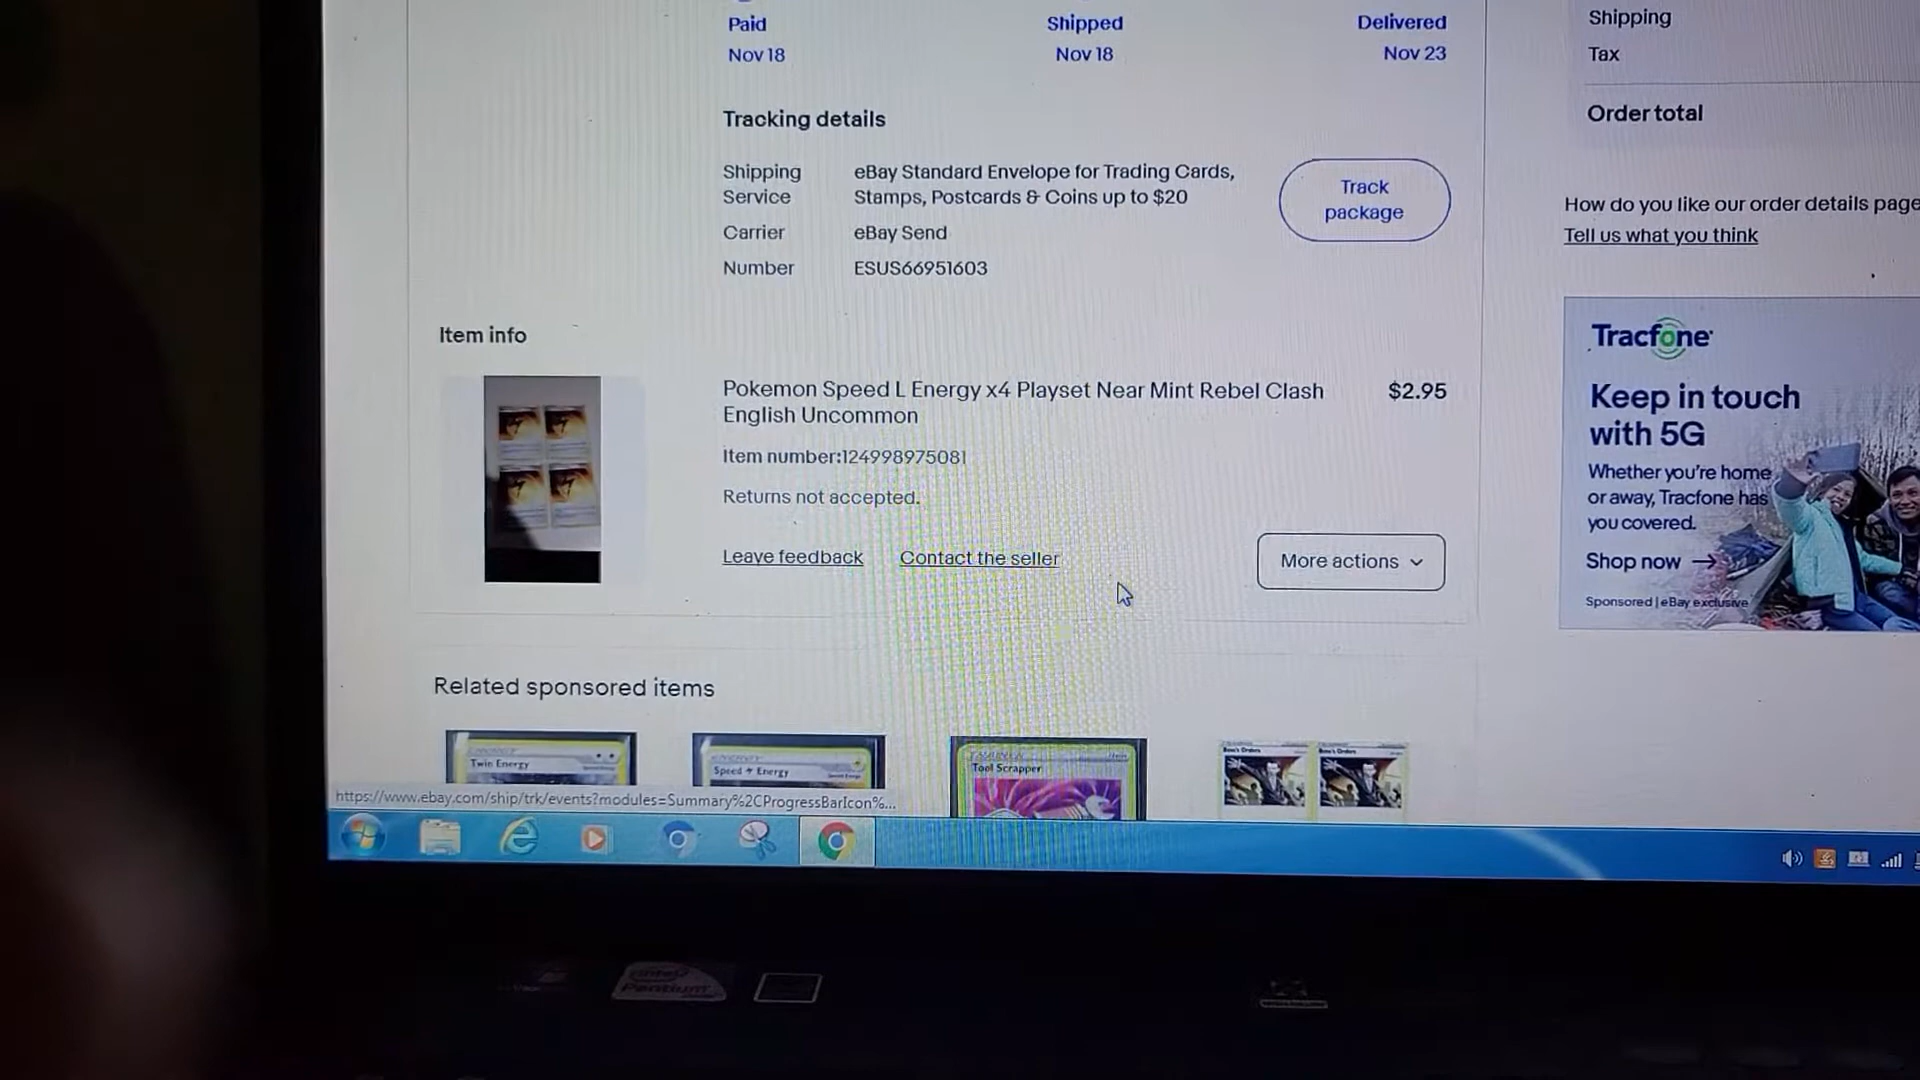 Paid
Nov 18
Shipped
Nov 18
Delivered
Nov 23
Shipping
Tax
Order total
Tracking details
Shipping Service
eBay Standard Envelope for Trading Cards,
Stamps, Postcards & Coins up to $20
Carrier
eBay Send
Number
ESUS66951603
Track
package
How do you like our order details page
Tell us what you think
Item info
Pokemon Speed L Energy x4 Playset Near Mint Rebel Clash
English Uncommon
$2.95
Item number:124998975081
Returns not accepted.
Leave feedback
Contact the seller
More actions
Tracfone
Keep in touch
with 5G
Whether you're home
or away, Tracfone has
you covered.
Shop now
Sponsored | eBay exclusive
Related sponsored items
Twin Energy
Speed Energy
Tool Scrapper
Boss's Orders
Boss's Orders
https://www.ebay.com/ship/trk/events?modules=Summary%2CProgressBarIcon%...
intel
Pentium